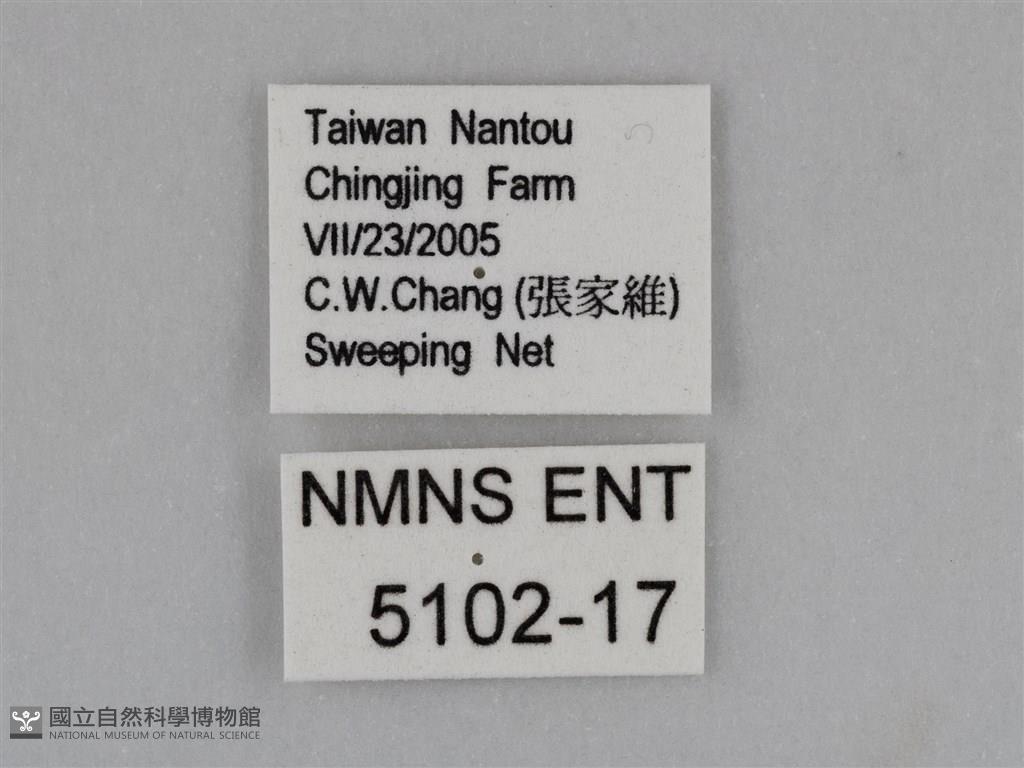 Taiwan Nantou
Chingjing Farm
VII/23/2005
C.W.Chang (張家維)
Sweeping Net
NMNS ENT
5102-17
國立自然科學博物館
NATIONAL MUSEUM OF NATURAL SCIENCE